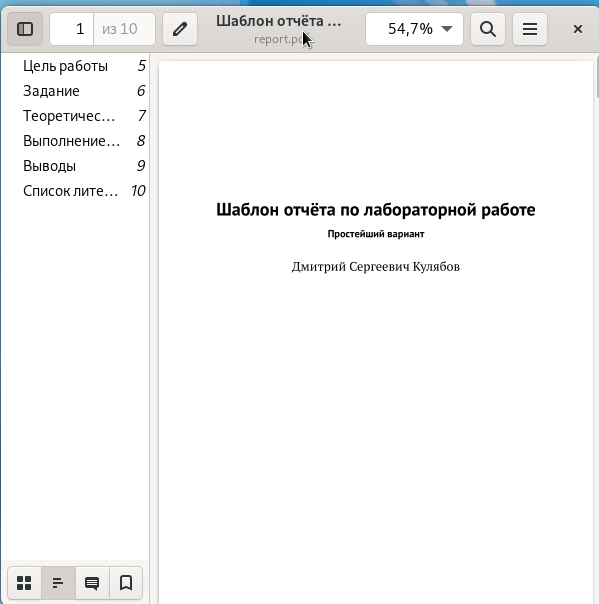 1 из 10
Шаблон отчёта ...
report.p
54,7%
Цель работы 5
Задание 6
Теоретичес… 7
Выполнение… 8
Выводы 9
Список лите… 10
Шаблон отчёта по лабораторной работе
Простейший вариант
Дмитрий Сергеевич Кулябов